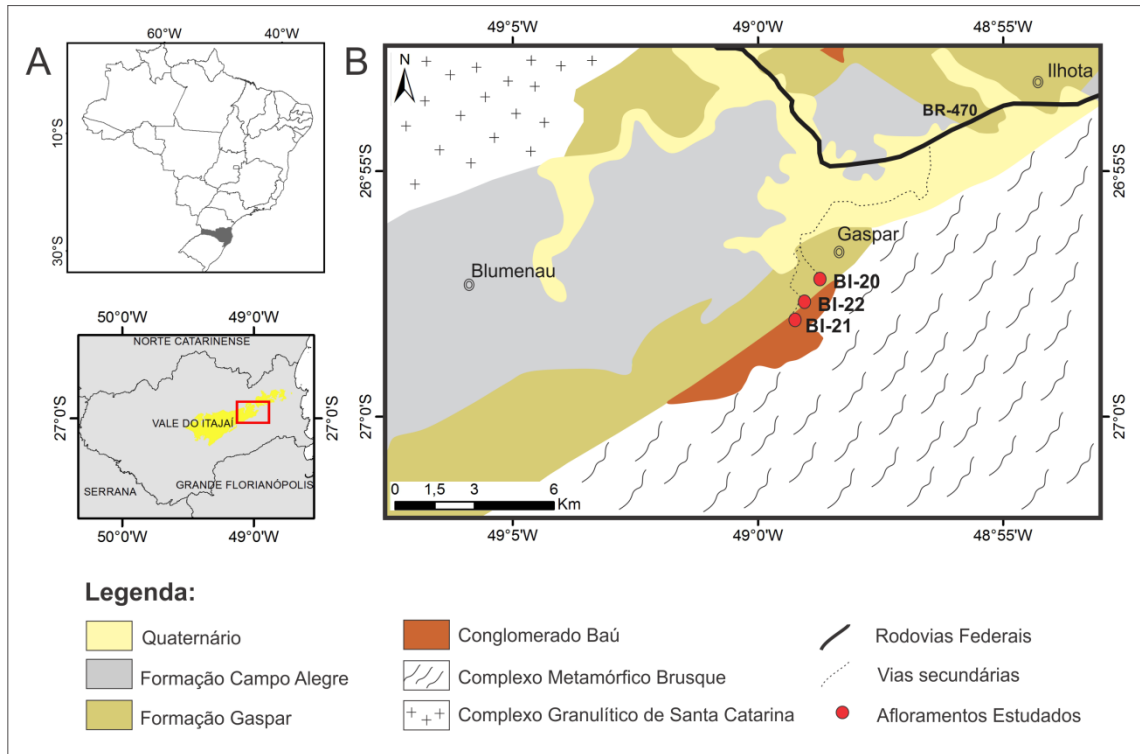 A
60°W
40°W
10°S
30°S
50°0'W
49°0'W
NORTE CATARINENSE
27°0'S
27°0'S
VALE DO ITAJAÍ
SERRANA
GRANDE FLORIANÓPOLIS
50°0'W
49°0'W
B
49°5'W
49°0'W
48°55'W
N
Ilhota
BR-470
26°55'S
26°55'S
Gaspar
Blumenau
BI-20
BI-22
BI-21
27°0'S
27°0'S
0 1,5 3 6
Km
49°5'W
49°0'W
48°55'W
Legenda:
Quaternário
Formação Campo Alegre
Formação Gaspar
Conglomerado Baú
Complexo Metamórfico Brusque
Complexo Granulítico de Santa Catarina
Rodovias Federais
Vias secundárias
Afloramentos Estudados